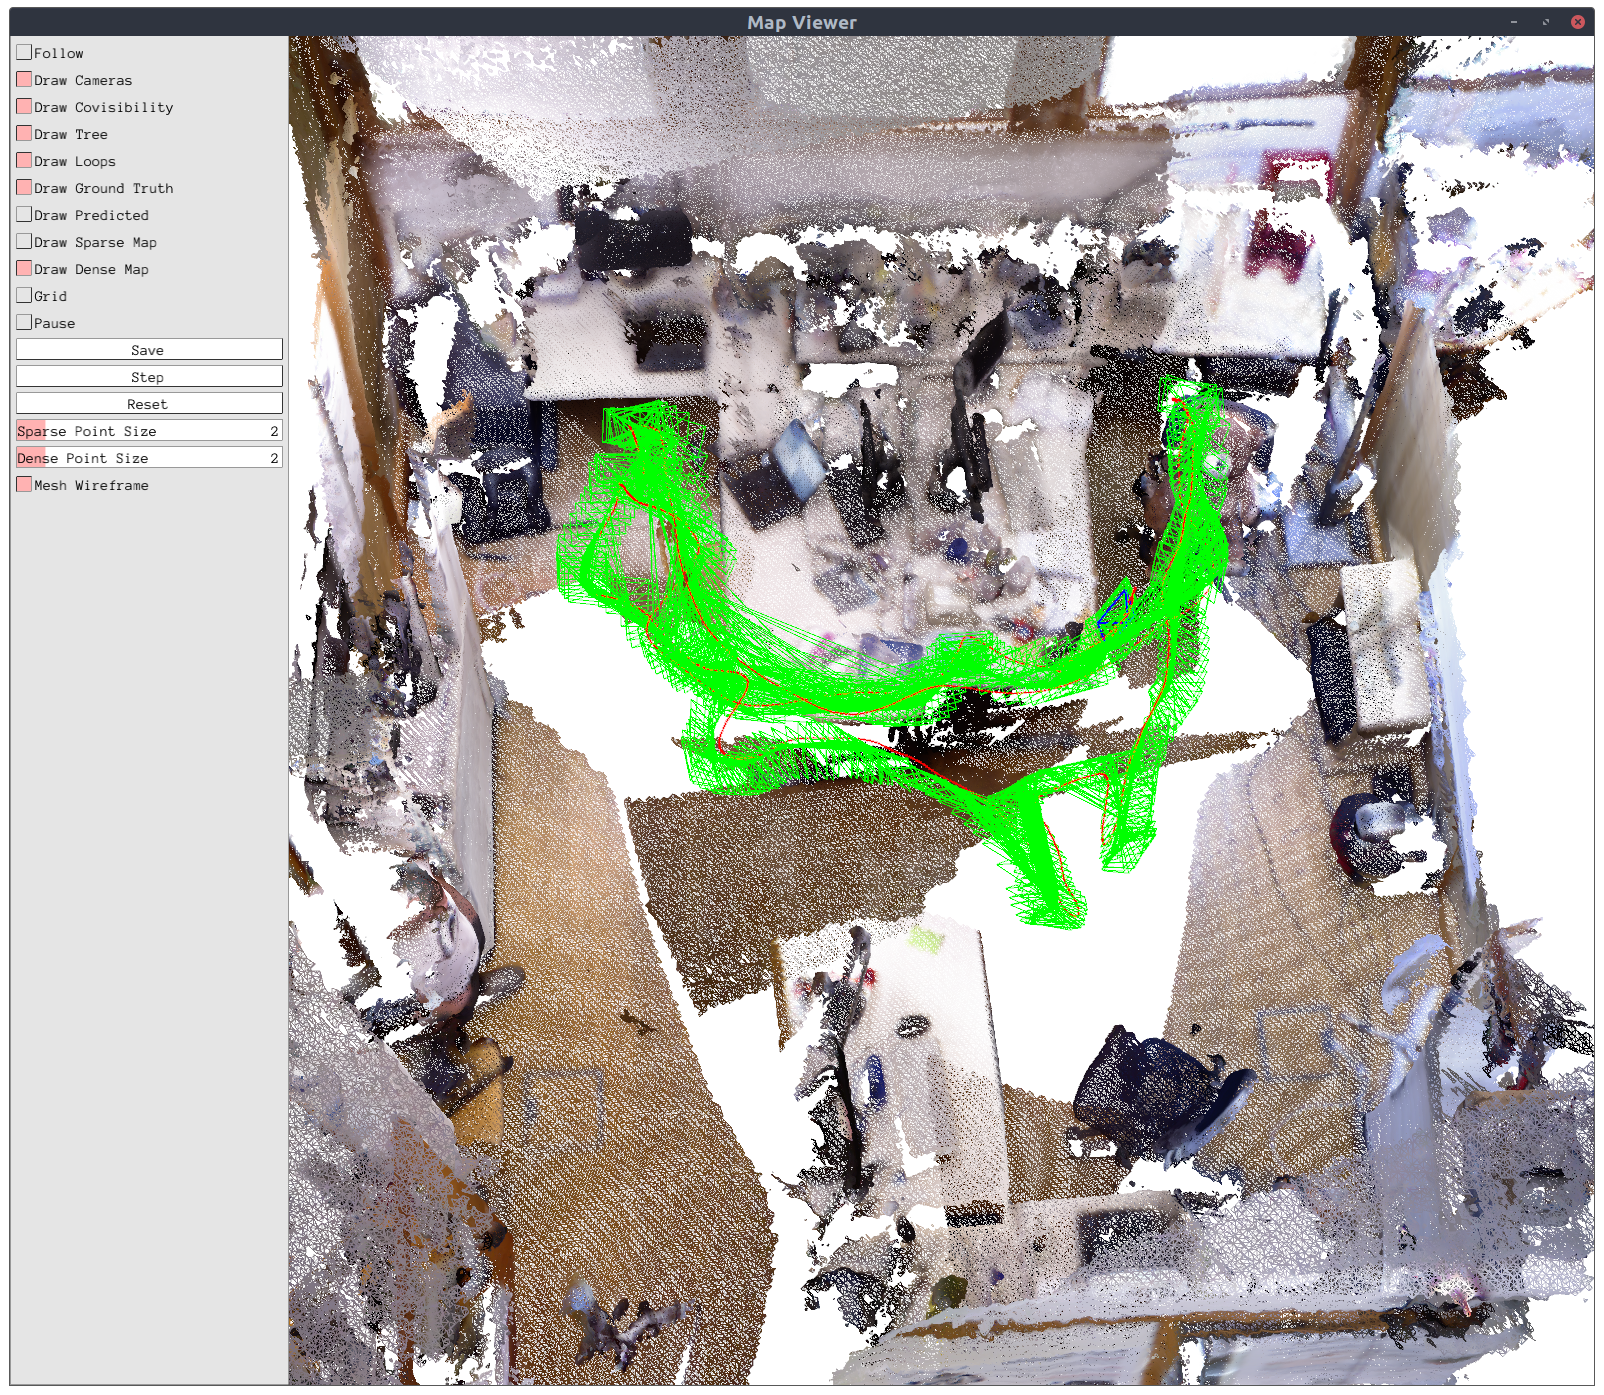 Map Viewer
Follow
Draw Cameras
Draw Covisibility
Draw Tree
Draw Loops
Draw Ground Truth
Draw Predicted
Draw Sparse Map
Draw Dense Map
Grid
Pause
Save
Step
Reset
Sparse Point Size 2
Dense Point Size 2
Mesh Wireframe